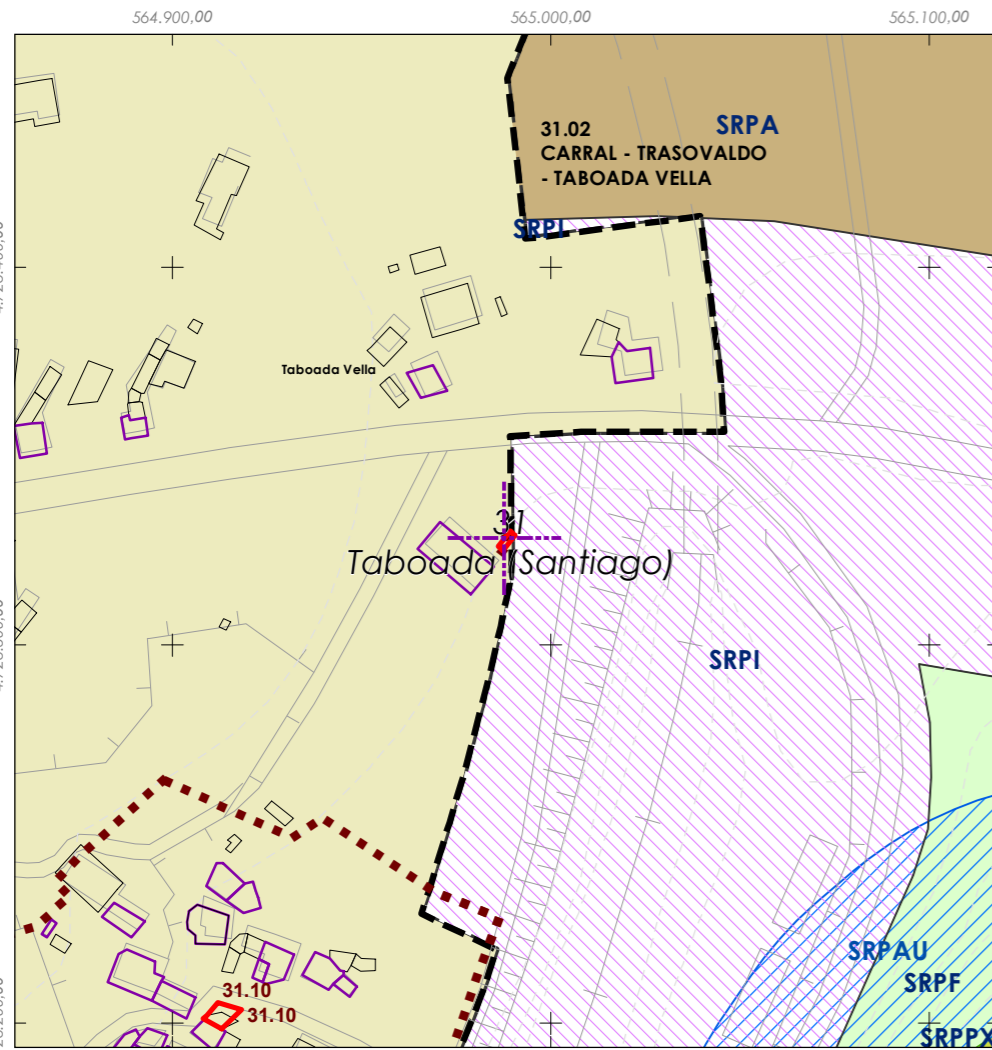 564.900,00
565.000,00
565.100,00
31.02
CARRAL - TRASOVALDO
- TABOADA VELLA
SRPA
SRPI
Taboada Vella
31
Taboada (Santiago)
SRPI
SRPAU
SRPF
SRPPX
31.10
31.10